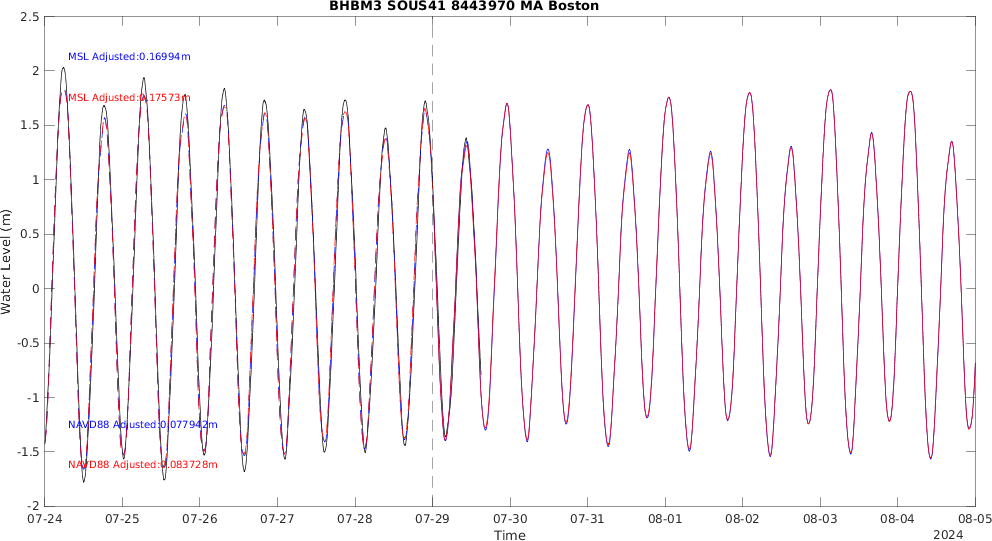 BHBM3 SOUS41 8443970 MA Boston
2.5
2
1.5
1
0.5
0
-0.5
-1
-1.5
-2
Water Level (m)
MSL Adjusted:0.16994m
MSL Adjusted:0.17573m
NAVD88 Adjusted:0.077942m
NAVD88 Adjusted:0.083728m
07-24 07-25 07-26 07-27 07-28 07-29 07-30 07-31 08-01 08-02 08-03 08-04 08-05
Time
2024